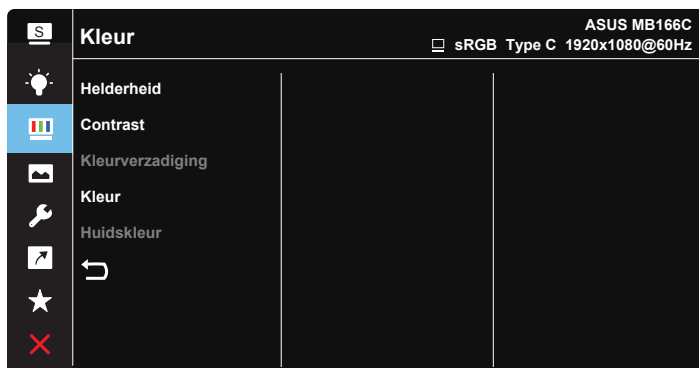 S
Kleur
ASUS MB166C
sRGB Type C 1920x1080@60Hz
Helderheid
Contrast
Kleurverzadiging
Kleur
Huidskleur